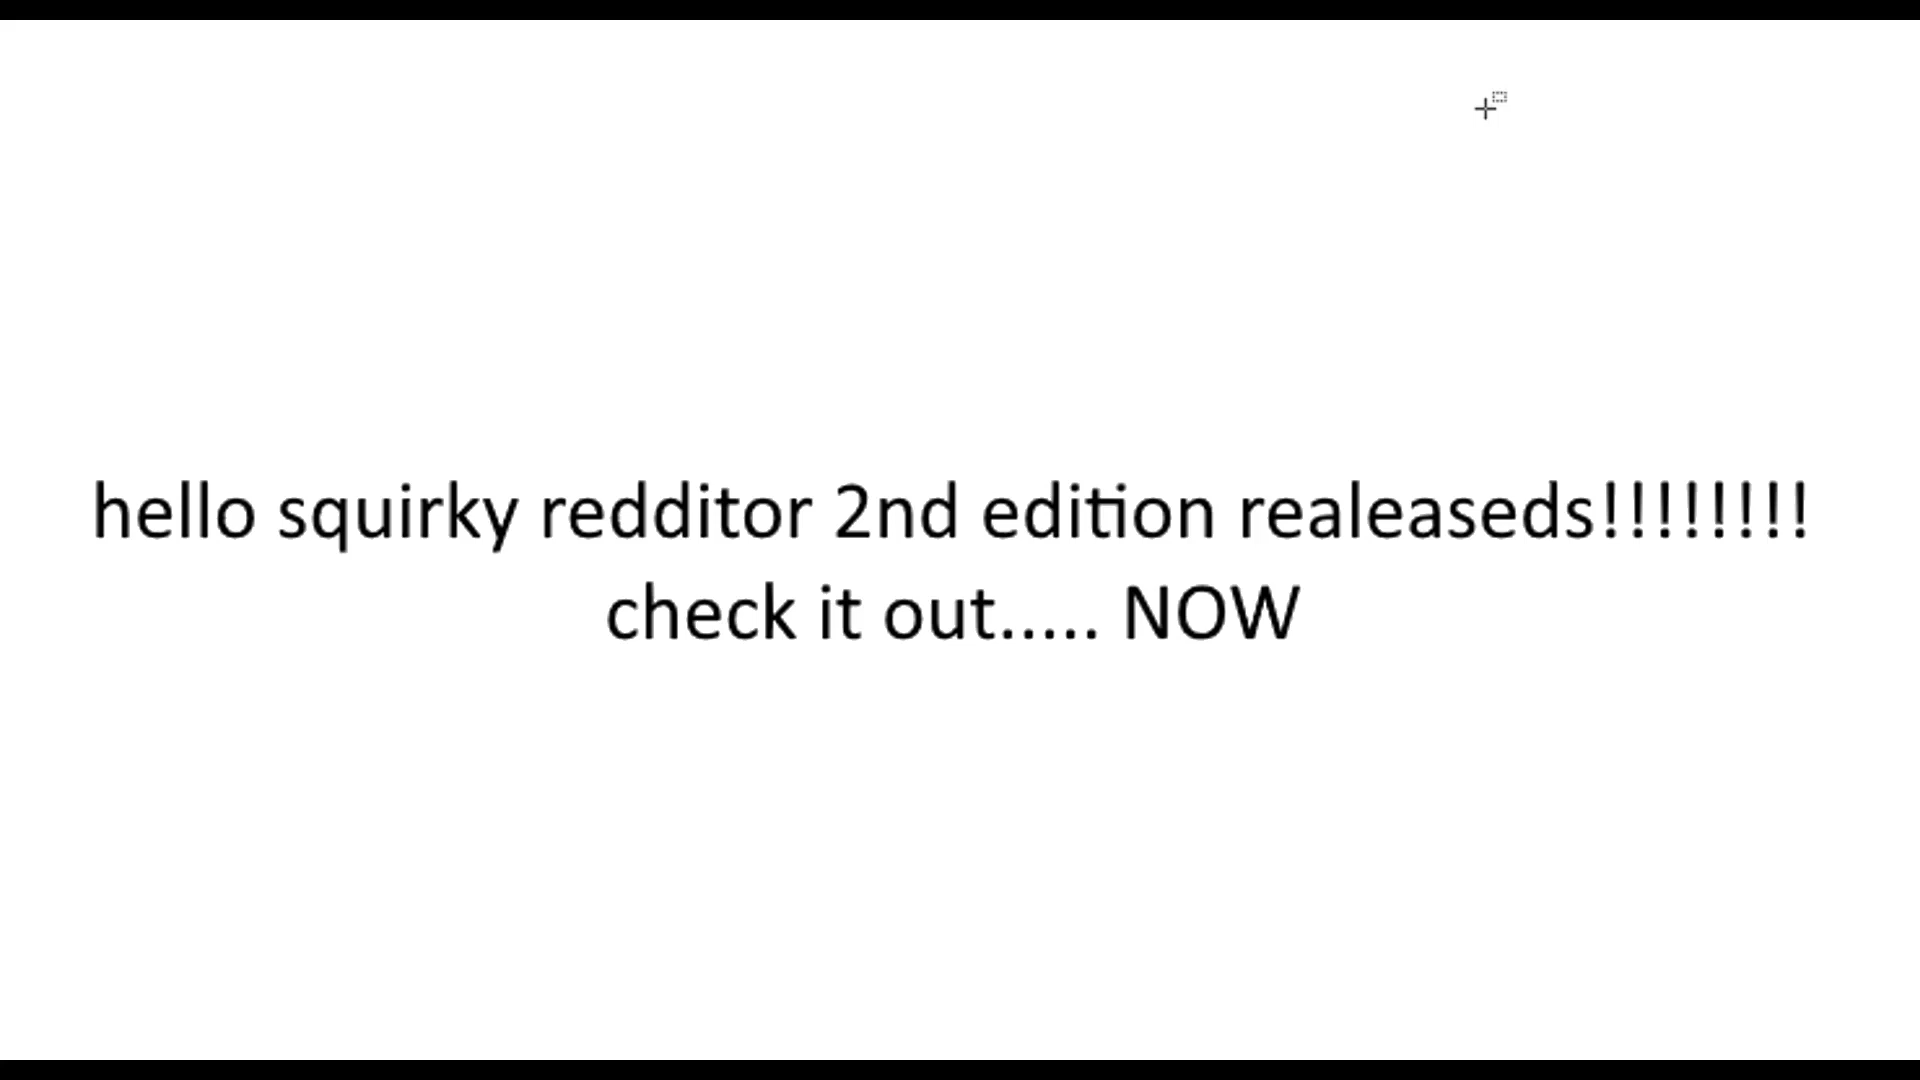 hello squirky redditor 2nd edition realeaseds!!!!!!!!
check it out..... NOW